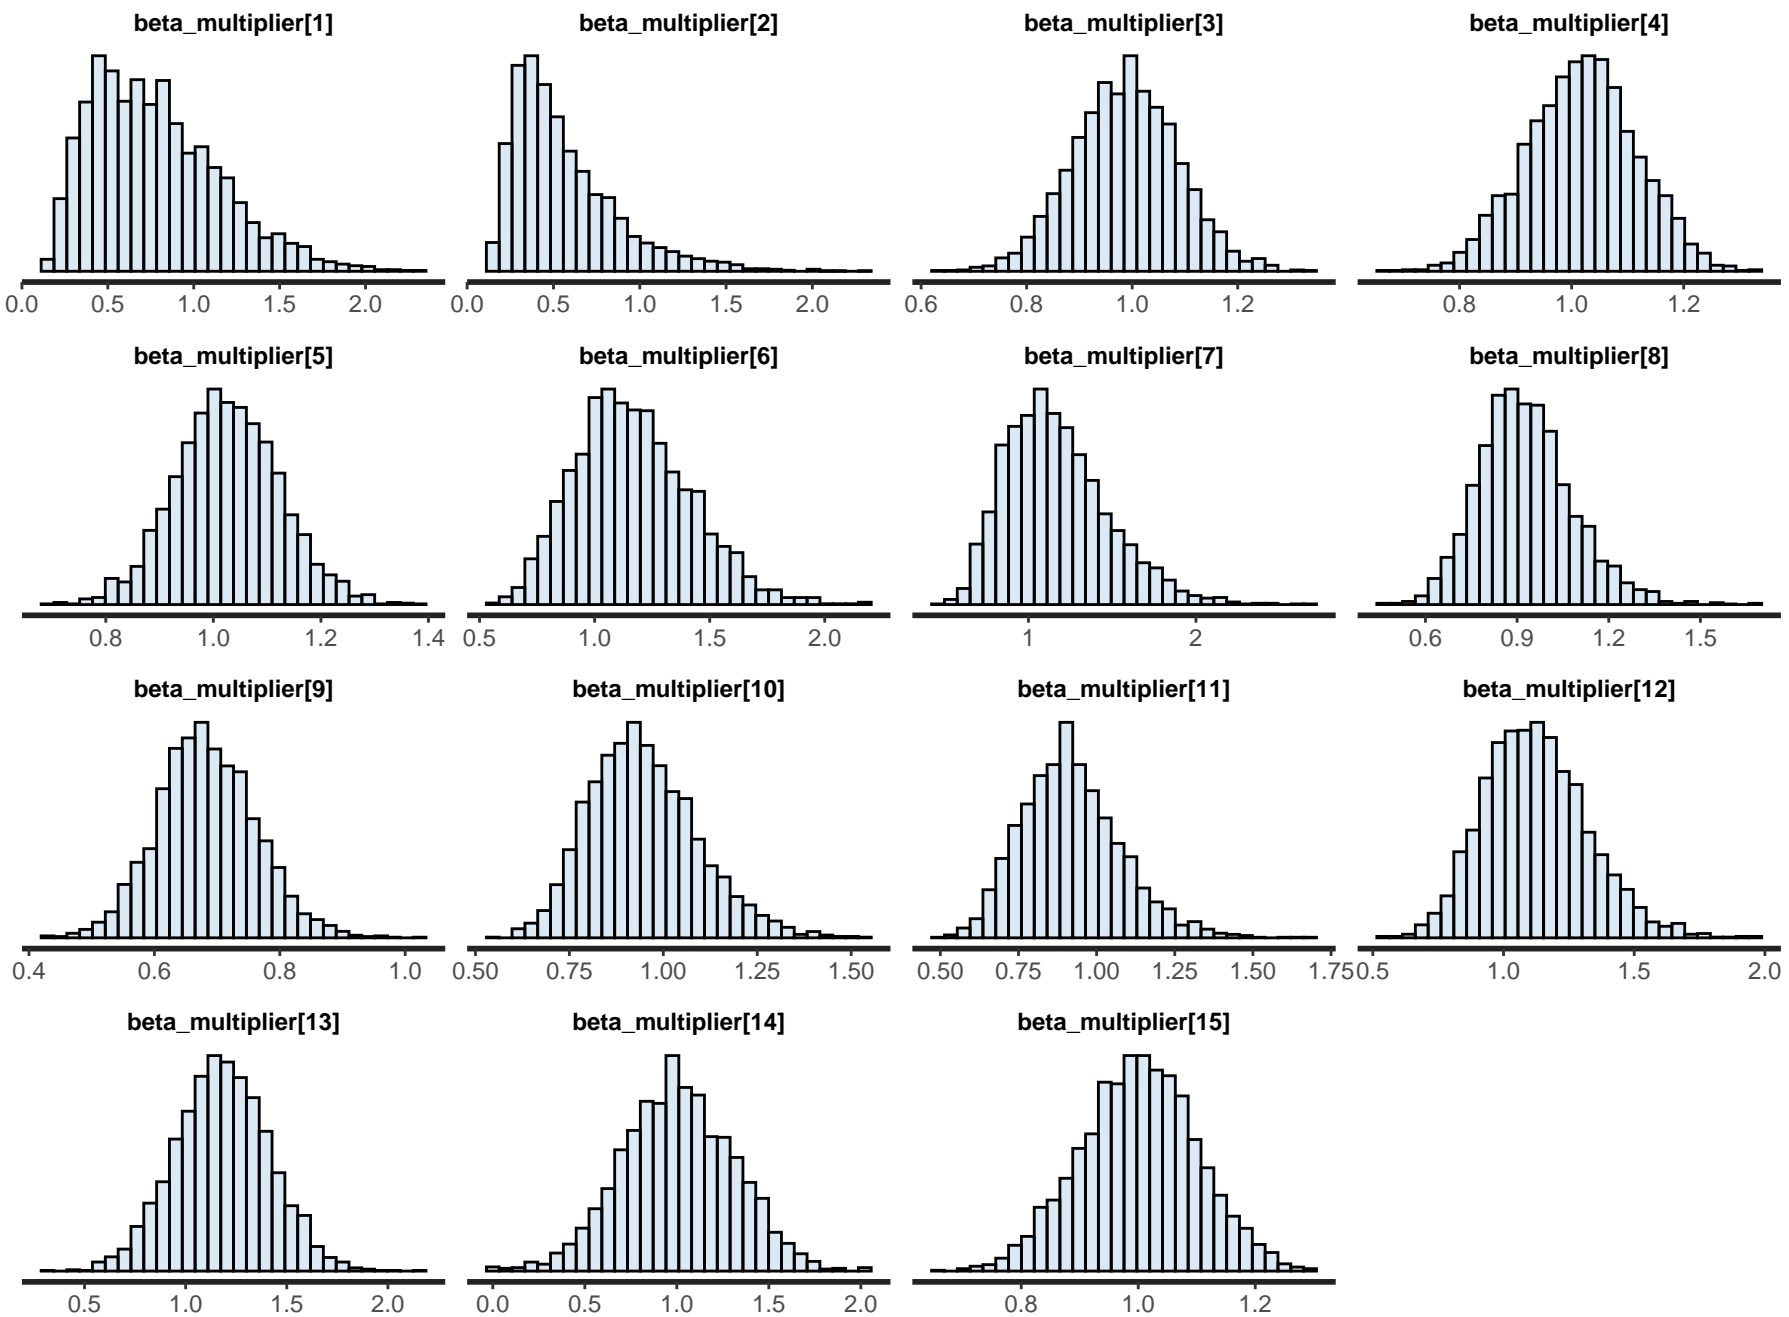 beta_multiplier[1] beta_multiplier[2] beta_multiplier[3] beta_multiplier[4]
0.0 0.5 1.0 1.5 2.0 0.0 0.5 1.0 1.5 2.0 0.6 0.8 1.0 1.2 0.8 1.0 1.2
beta_multiplier[5] beta_multiplier[6] beta_multiplier[7] beta_multiplier[8]
0.8 1.0 1.2 1.4 0.5 1.0 1.5 2.0 1 2 0.6 0.9 1.2 1.5
beta_multiplier[9] beta_multiplier[10] beta_multiplier[11] beta_multiplier[12]
0.4 0.6 0.8 1.0 0.50 0.75 1.00 1.25 1.50 0.50 0.75 1.00 1.25 1.50 1.75 0.5 1.0 1.5 2.0
beta_multiplier[13] beta_multiplier[14] beta_multiplier[15]
0.5 1.0 1.5 2.0 0.0 0.5 1.0 1.5 2.0 0.8 1.0 1.2